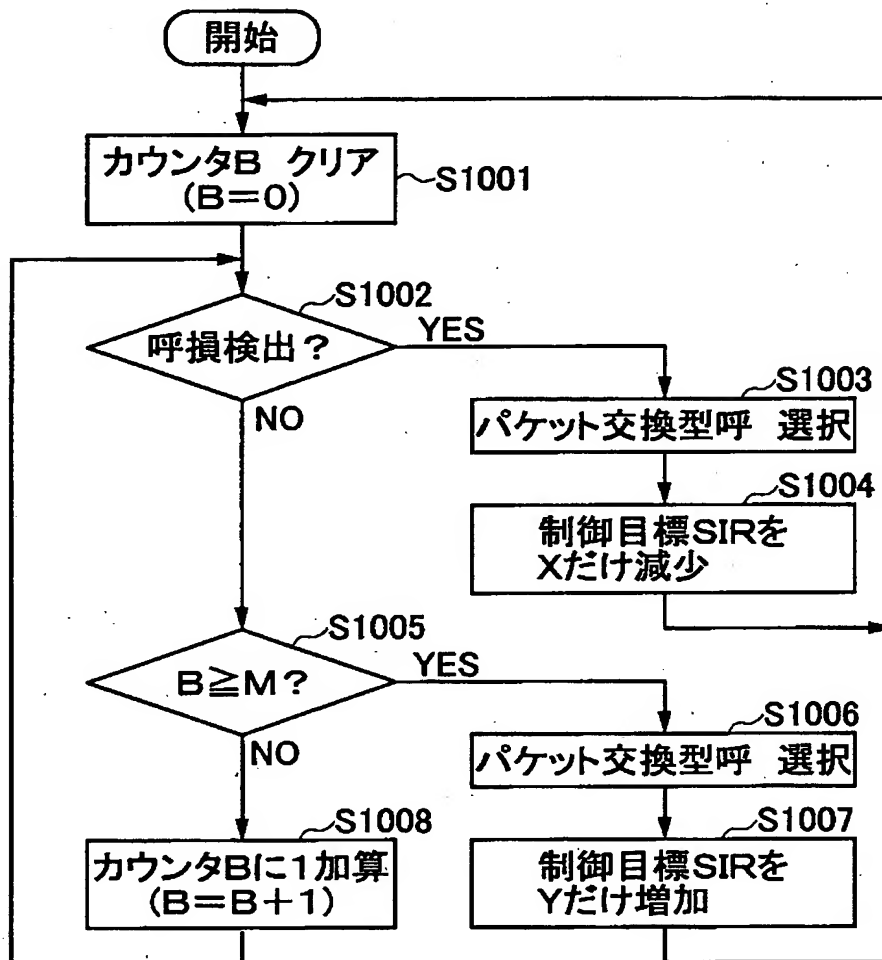 開始
カウンタB クリア
(B=0)
S1001
S1002
呼損検出?
YES
NO
S1003
パケット交換型呼 選択
S1004
制御目標SIRを
Xだけ減少
S1005
B≧M?
YES
NO
S1006
パケット交換型呼 選択
S1007
制御目標SIRを
Yだけ増加
S1008
カウンタBに1加算
(B=B+1)